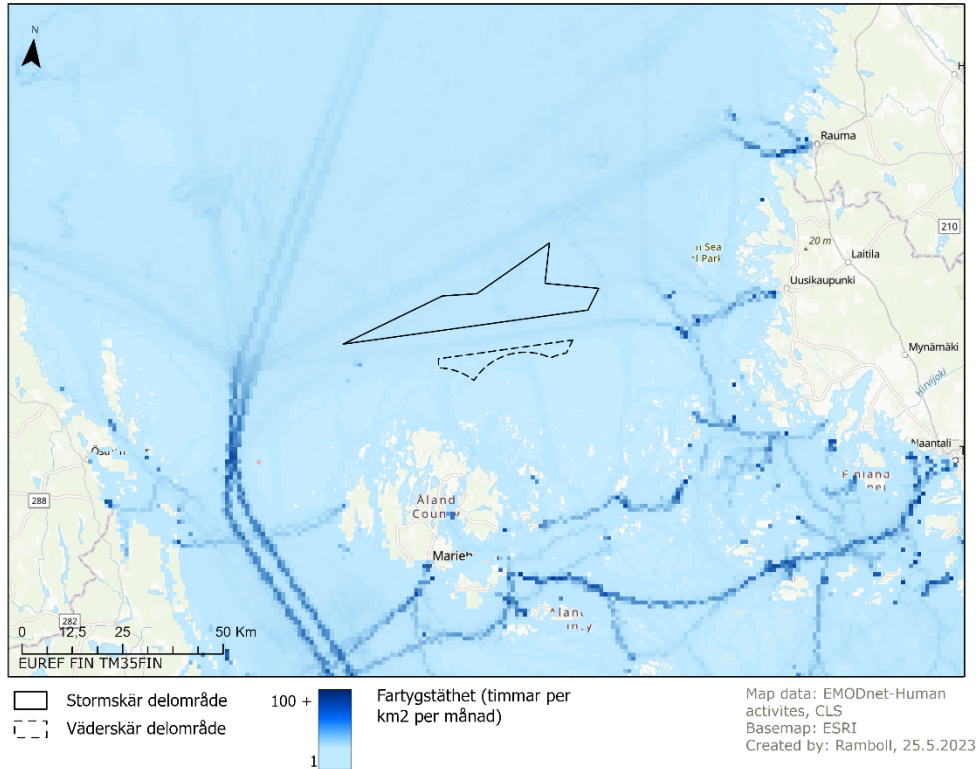 N
Rauma
210
20 m
Laitila
Uusikaupunki
Mynämäki
Hirvijoki
Naantali
288
Åland
County
Marieh
282
0 12,5 25 50 Km
EUREF FIN TM35FIN
Stormskär delområde
Väderskär delområde
100 +
1
Fartygstäthet (timmar per
km2 per månad)
Map data: EMODnet-Human
activites, CLS
Basemap: ESRI
Created by: Ramboll, 25.5.2023